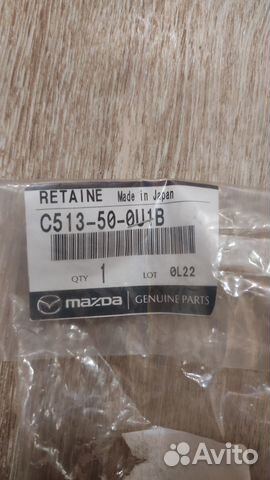 RETAINE Made in Japan
C513-50-0U1B
QTY 1 LOT 0L22
mazda GENUINE PARTS
Avito